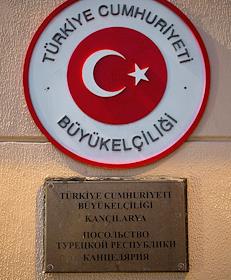 TÜRKİYE CUMHURİYETİ
BÜYÜKELÇİLİĞİ
TÜRKİYE CUMHURİYETİ
BÜYÜKELÇİLİĞİ
KANÇILARYA
ПОСОЛЬСТВО
ТУРЕЦКОЙ РЕСПУБЛИКИ
КАНЦЕЛЯРИЯ